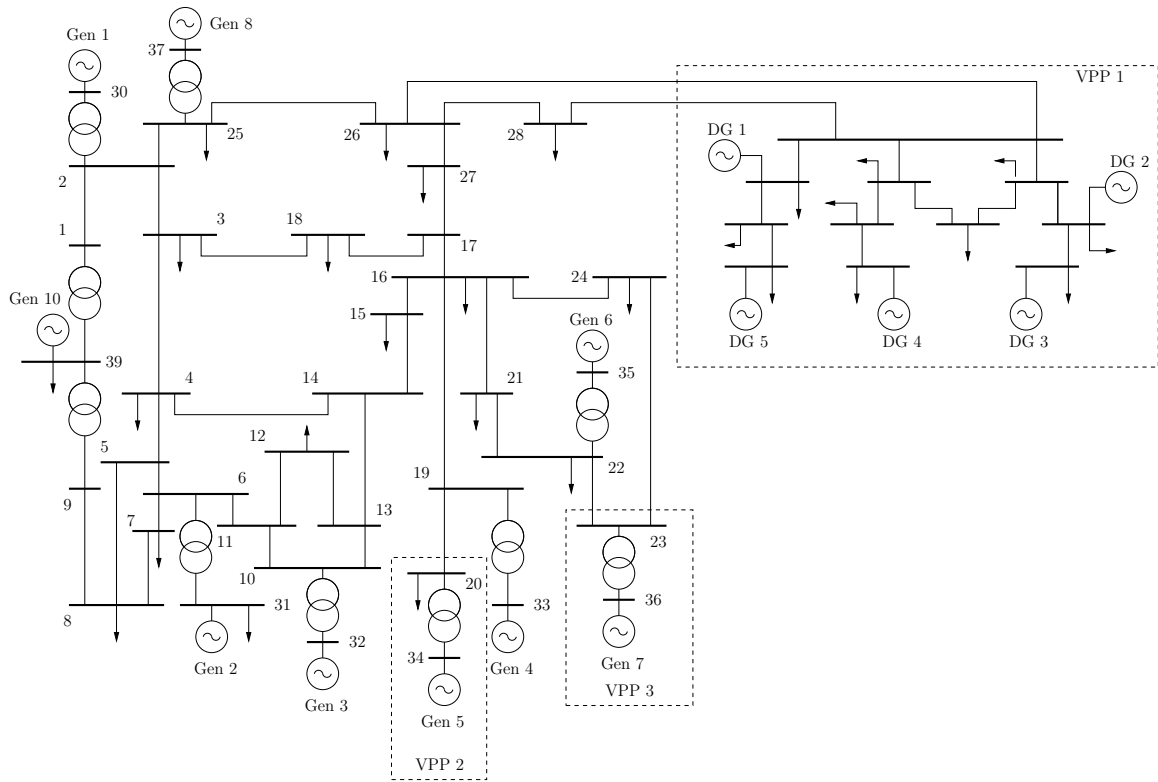 Gen 8
Gen 1
37
30
VPP 1
DG 1
25
26
28
DG 2
2
27
3
18
1
17
16
24
Gen 10
15
Gen 6
DG 5
DG 4
DG 3
39
35
4
14
21
12
5
22
6
19
9
7
13
11
23
10
20
31
33
36
8
32
34
Gen 2
Gen 4
Gen 7
Gen 3
VPP 3
Gen 5
VPP 2